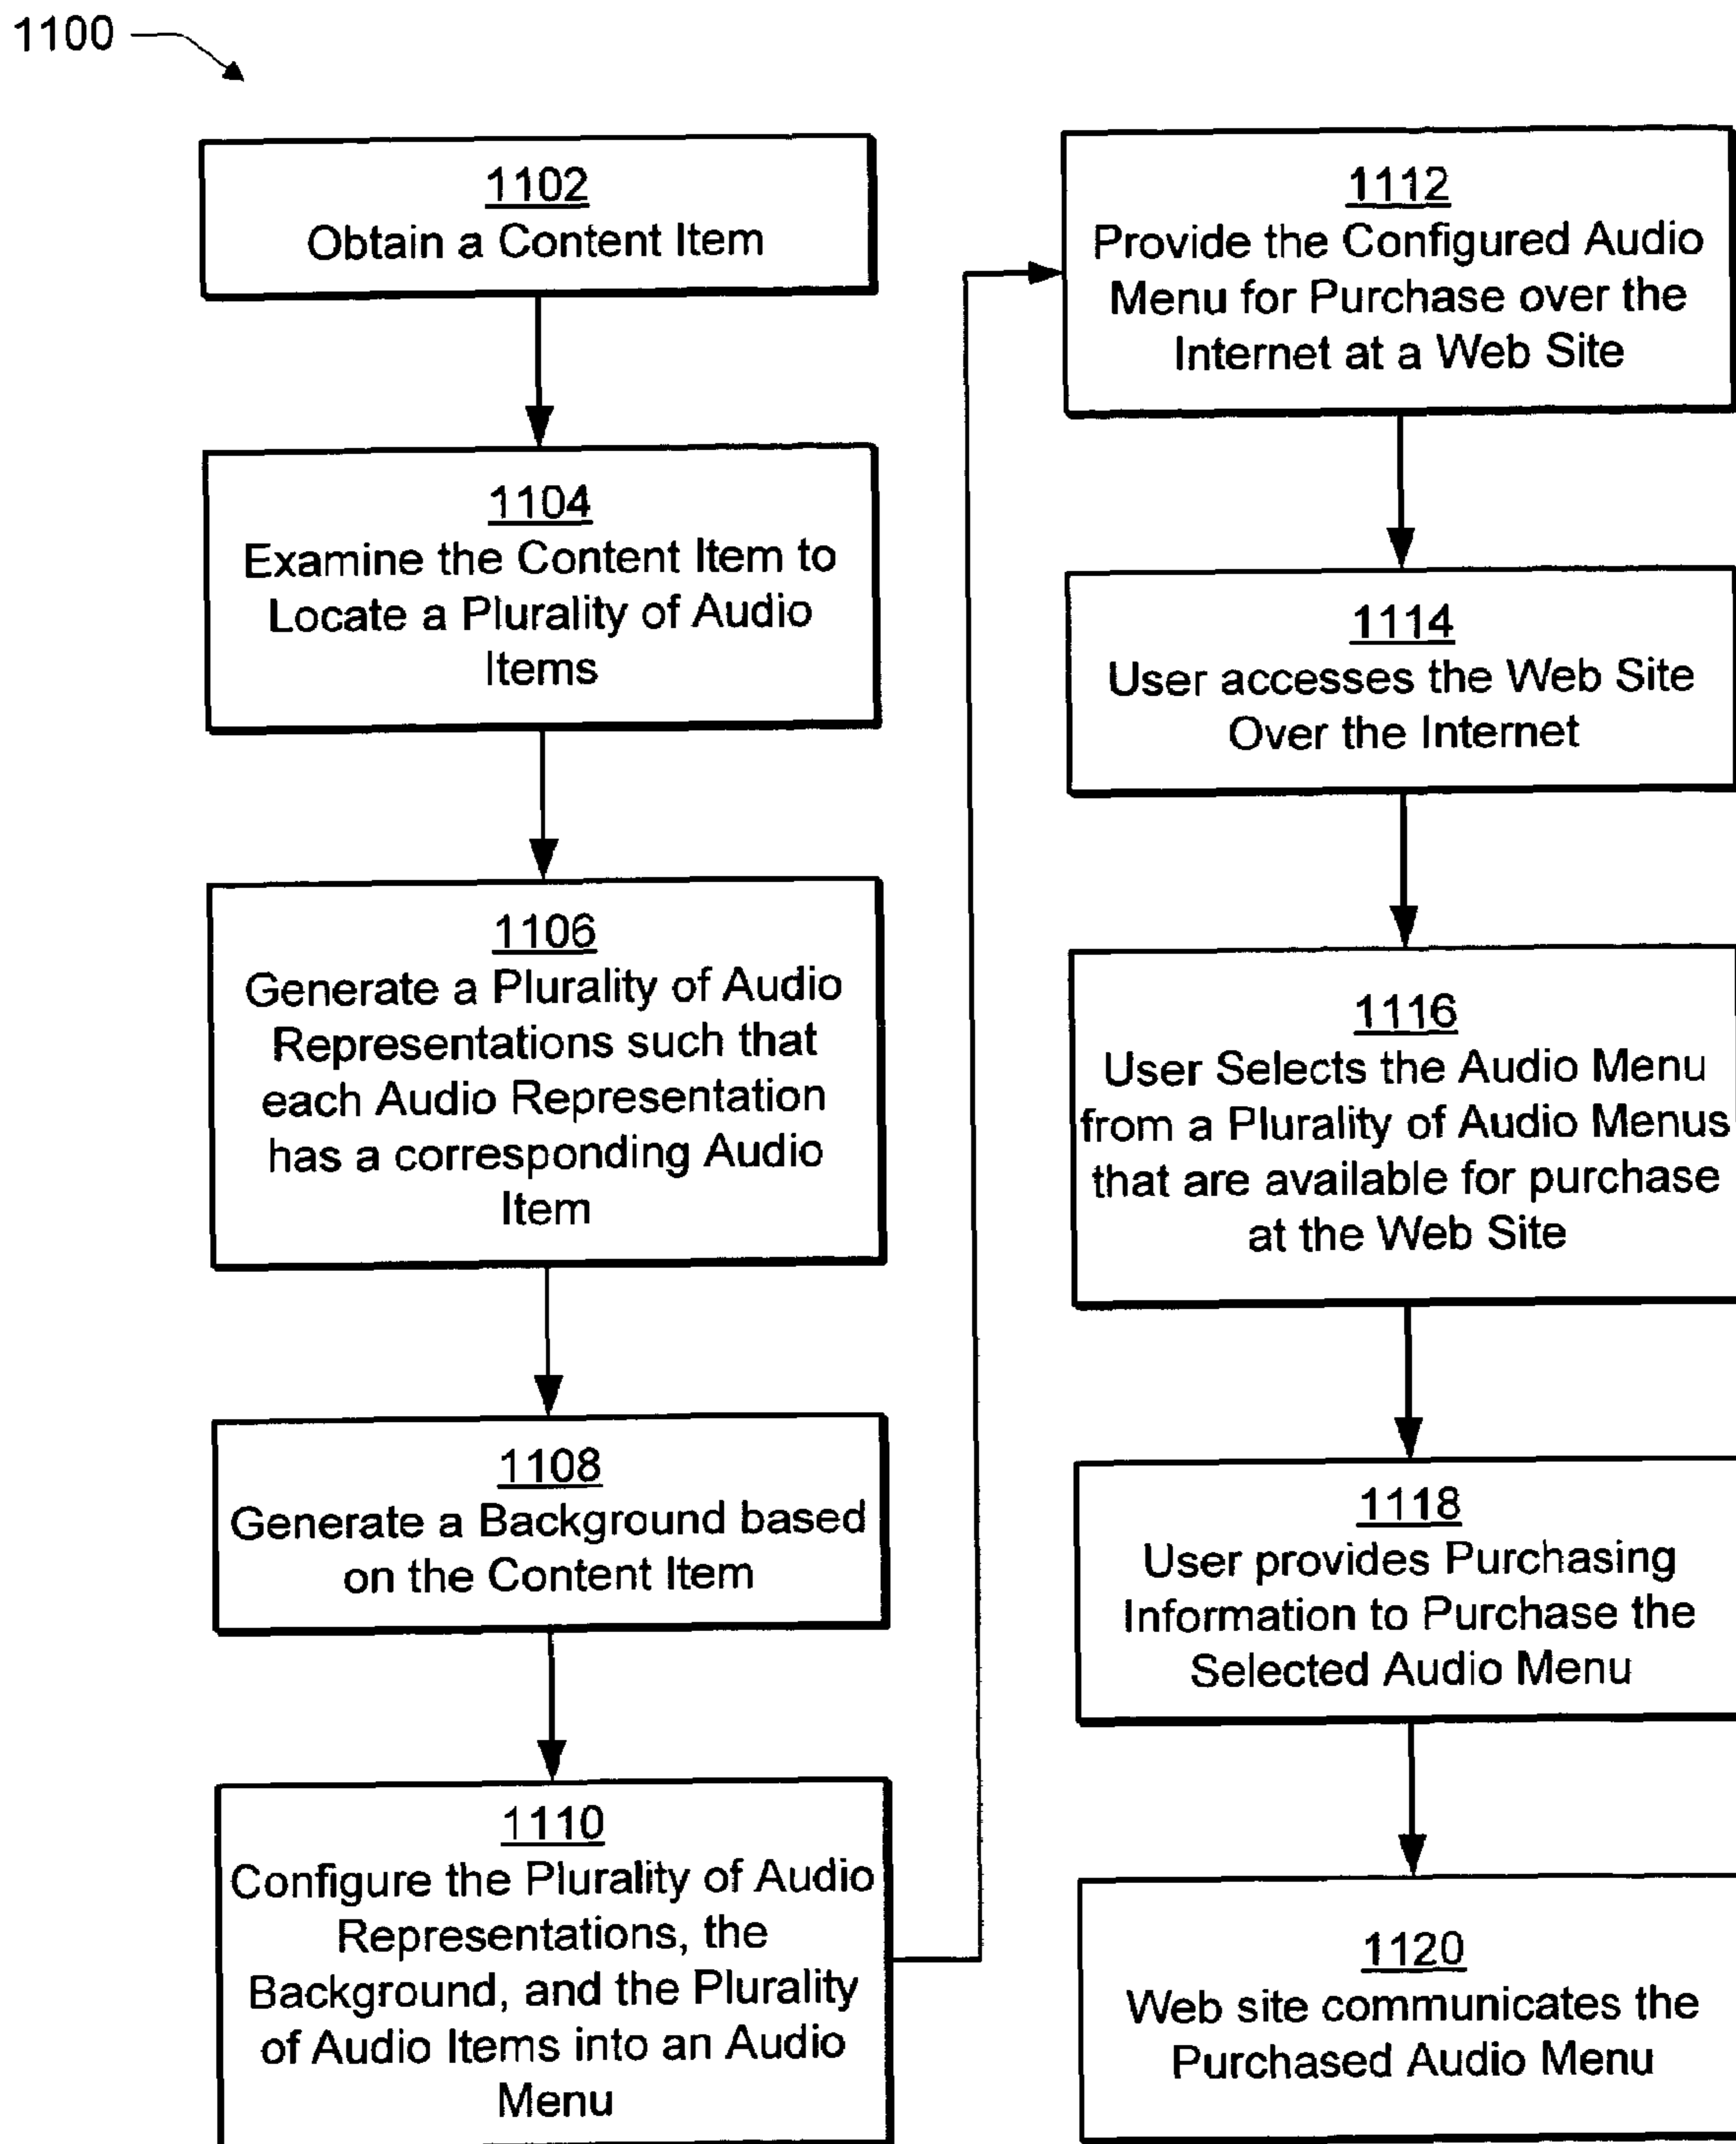 1100
1102
Obtain a Content Item
1104
Examine the Content Item to
Locate a Plurality of Audio
Items
1106
Generate a Plurality of Audio
Representations such that
each Audio Representation
has a corresponding Audio
Item
1108
Generate a Background based
on the Content Item
1110
Configure the Plurality of Audio
Representations, the
Background, and the Plurality
of Audio Items into an Audio
Menu
1112
Provide the Configured Audio
Menu for Purchase over the
Internet at a Web Site
1114
User accesses the Web Site
Over the Internet
1116
User Selects the Audio Menu
from a Plurality of Audio Menus
that are available for purchase
at the Web Site
1118
User provides Purchasing
Information to Purchase the
Selected Audio Menu
1120
Web site communicates the
Purchased Audio Menu